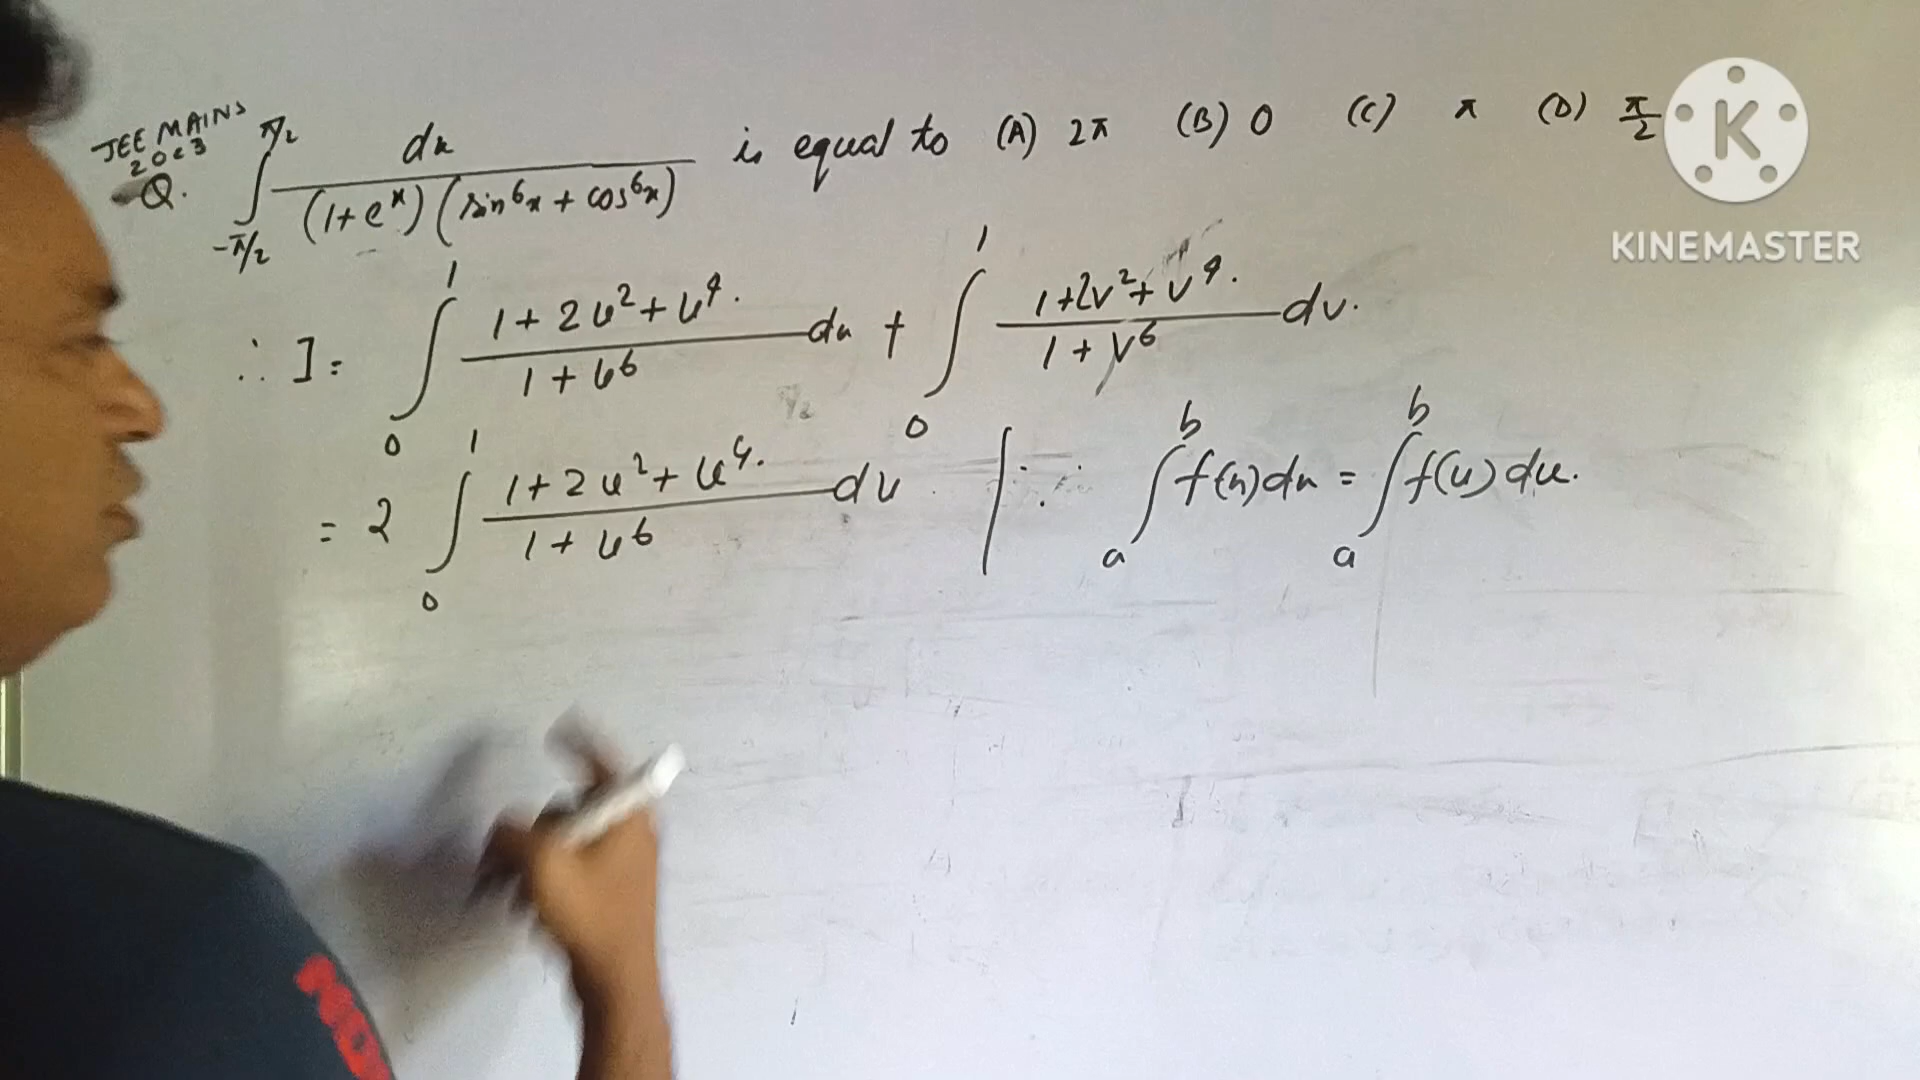 JEE MAINS
2023
Q. ∫_{-π/2}^{π/2} dx / (1+e^x)(sin^6x + cos^6x) is equal to (A) 2π (B) 0 (C) π (D) π/2
K
KINEMASTER
∴ I = ∫_0^1 (1+2u^2+u^4.)/(1+u^6) du + ∫_0^1 (1+2v^2+v^4.)/(1+v^6) dv.
= 2 ∫_0^1 (1+2u^2+u^4.)/(1+u^6) du | ∵ ∫_a^b f(x)dx = ∫_a^b f(u)du.